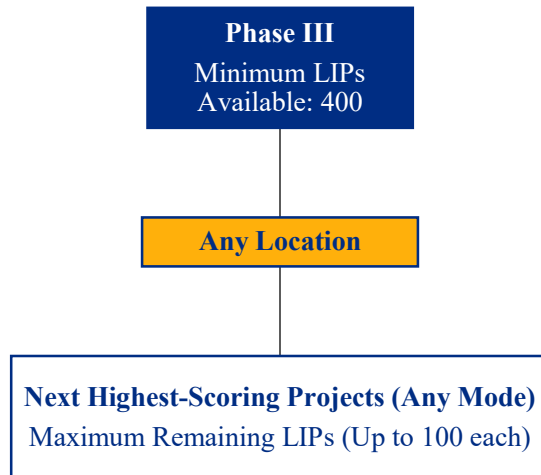 Phase III
Minimum LIPs
Available: 400
Any Location
Next Highest-Scoring Projects (Any Mode)
Maximum Remaining LIPs (Up to 100 each)